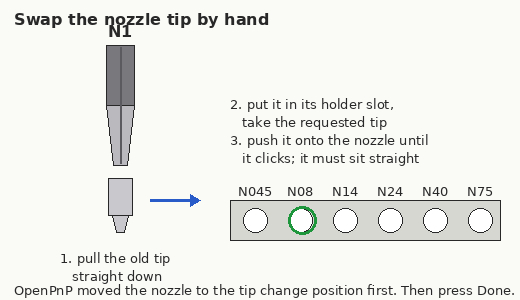 Swap the nozzle tip by hand
N1
2. put it in its holder slot,
take the requested tip
3. push it onto the nozzle until
it clicks; it must sit straight
N045 N08 N14 N24 N40 N75
1. pull the old tip
straight down
OpenPnP moved the nozzle to the tip change position first. Then press Done.